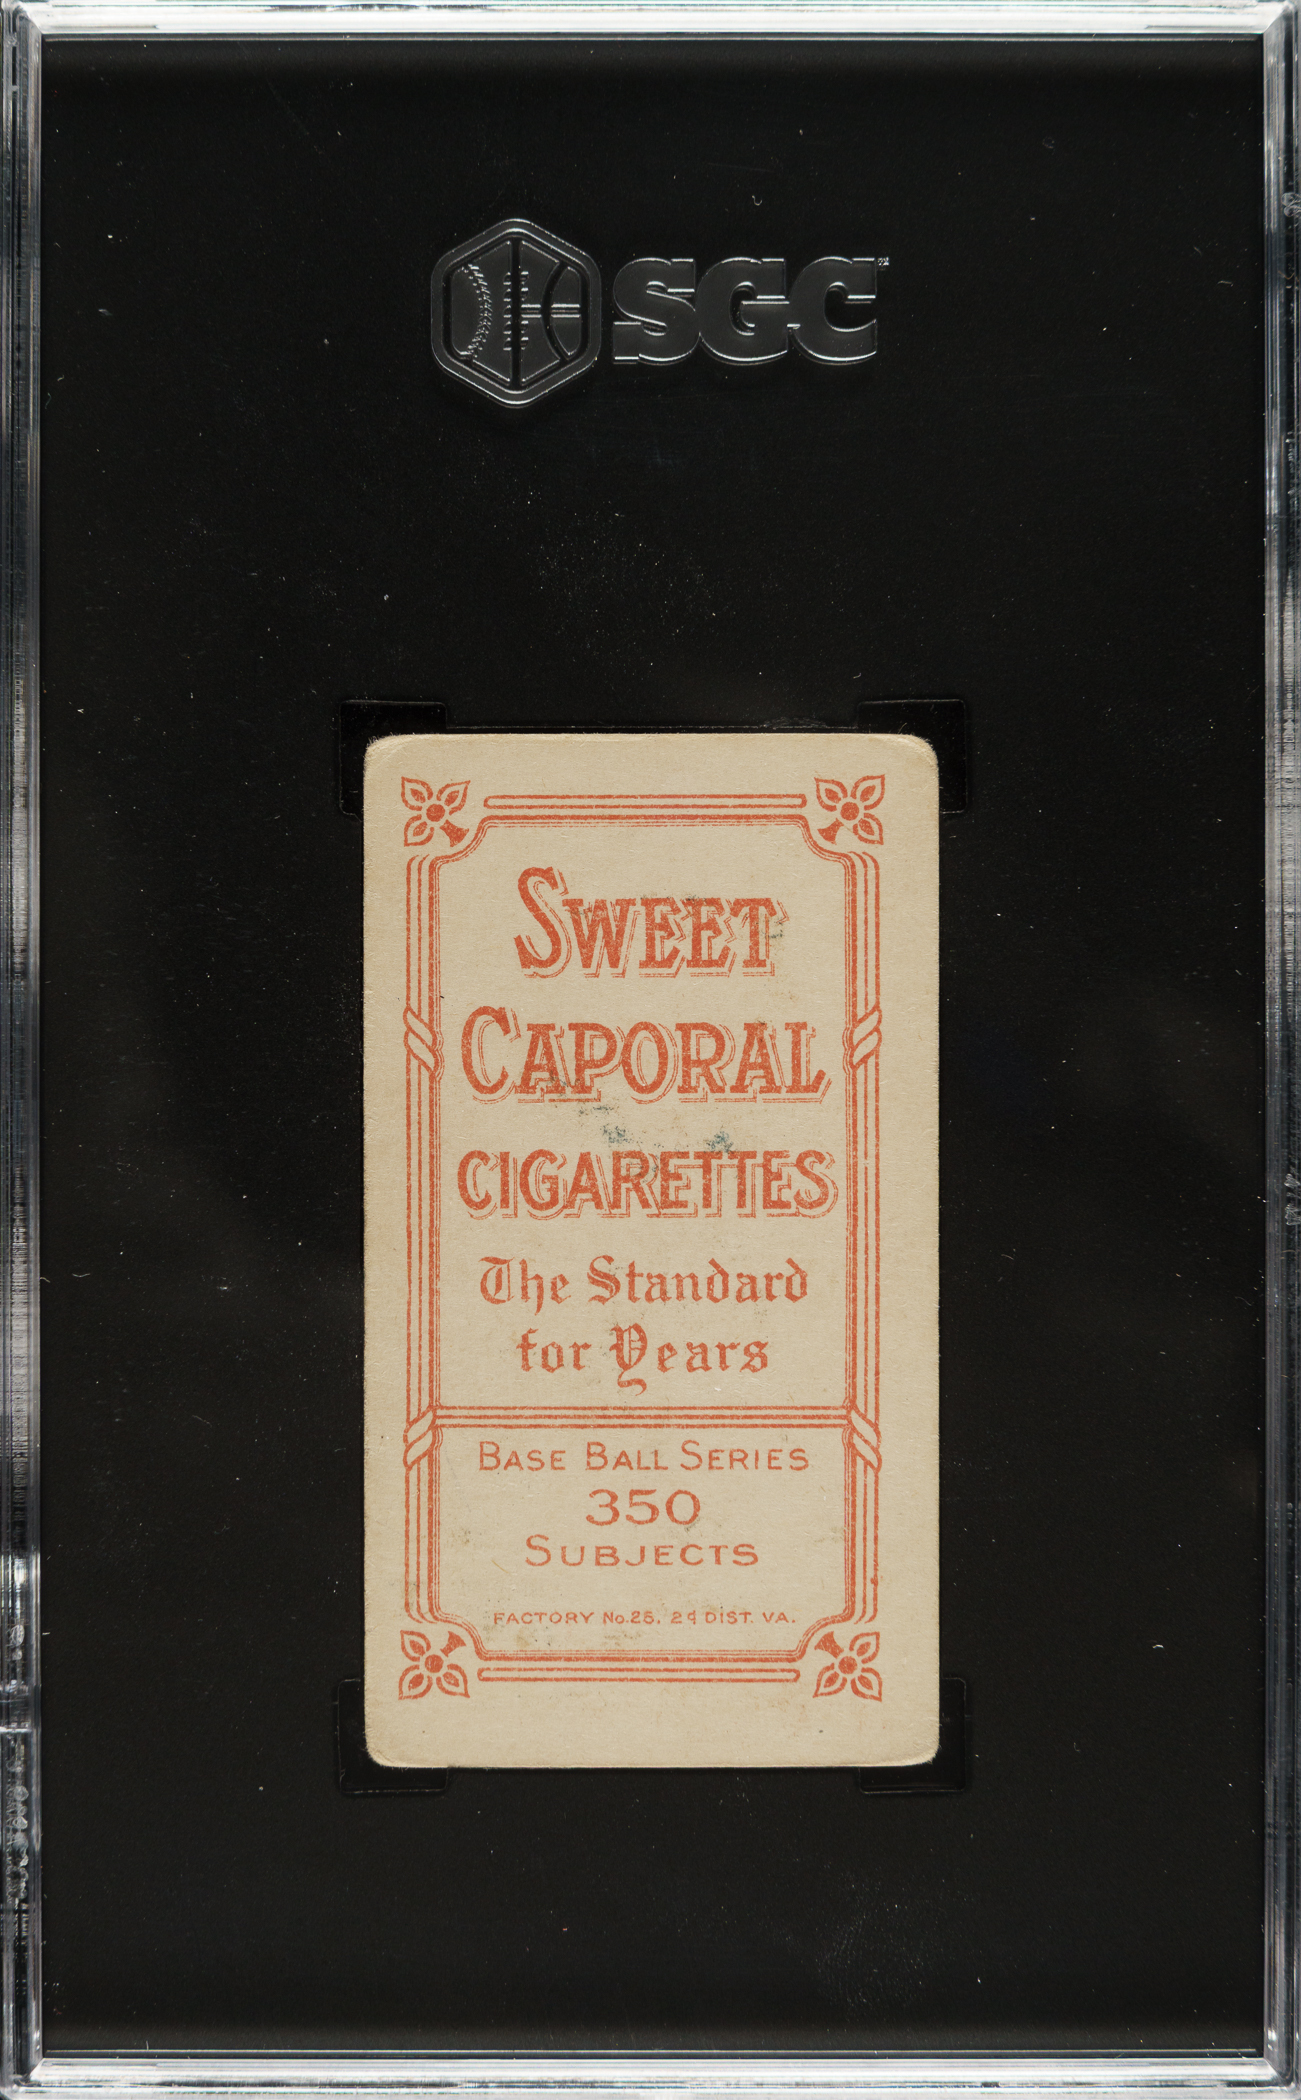 SGC
SWEET
CAPORAL
CIGARETTES
The Standard
for Years
BASE BALL SERIES
350
SUBJECTS
FACTORY No. 25, 2d DIST. VA.